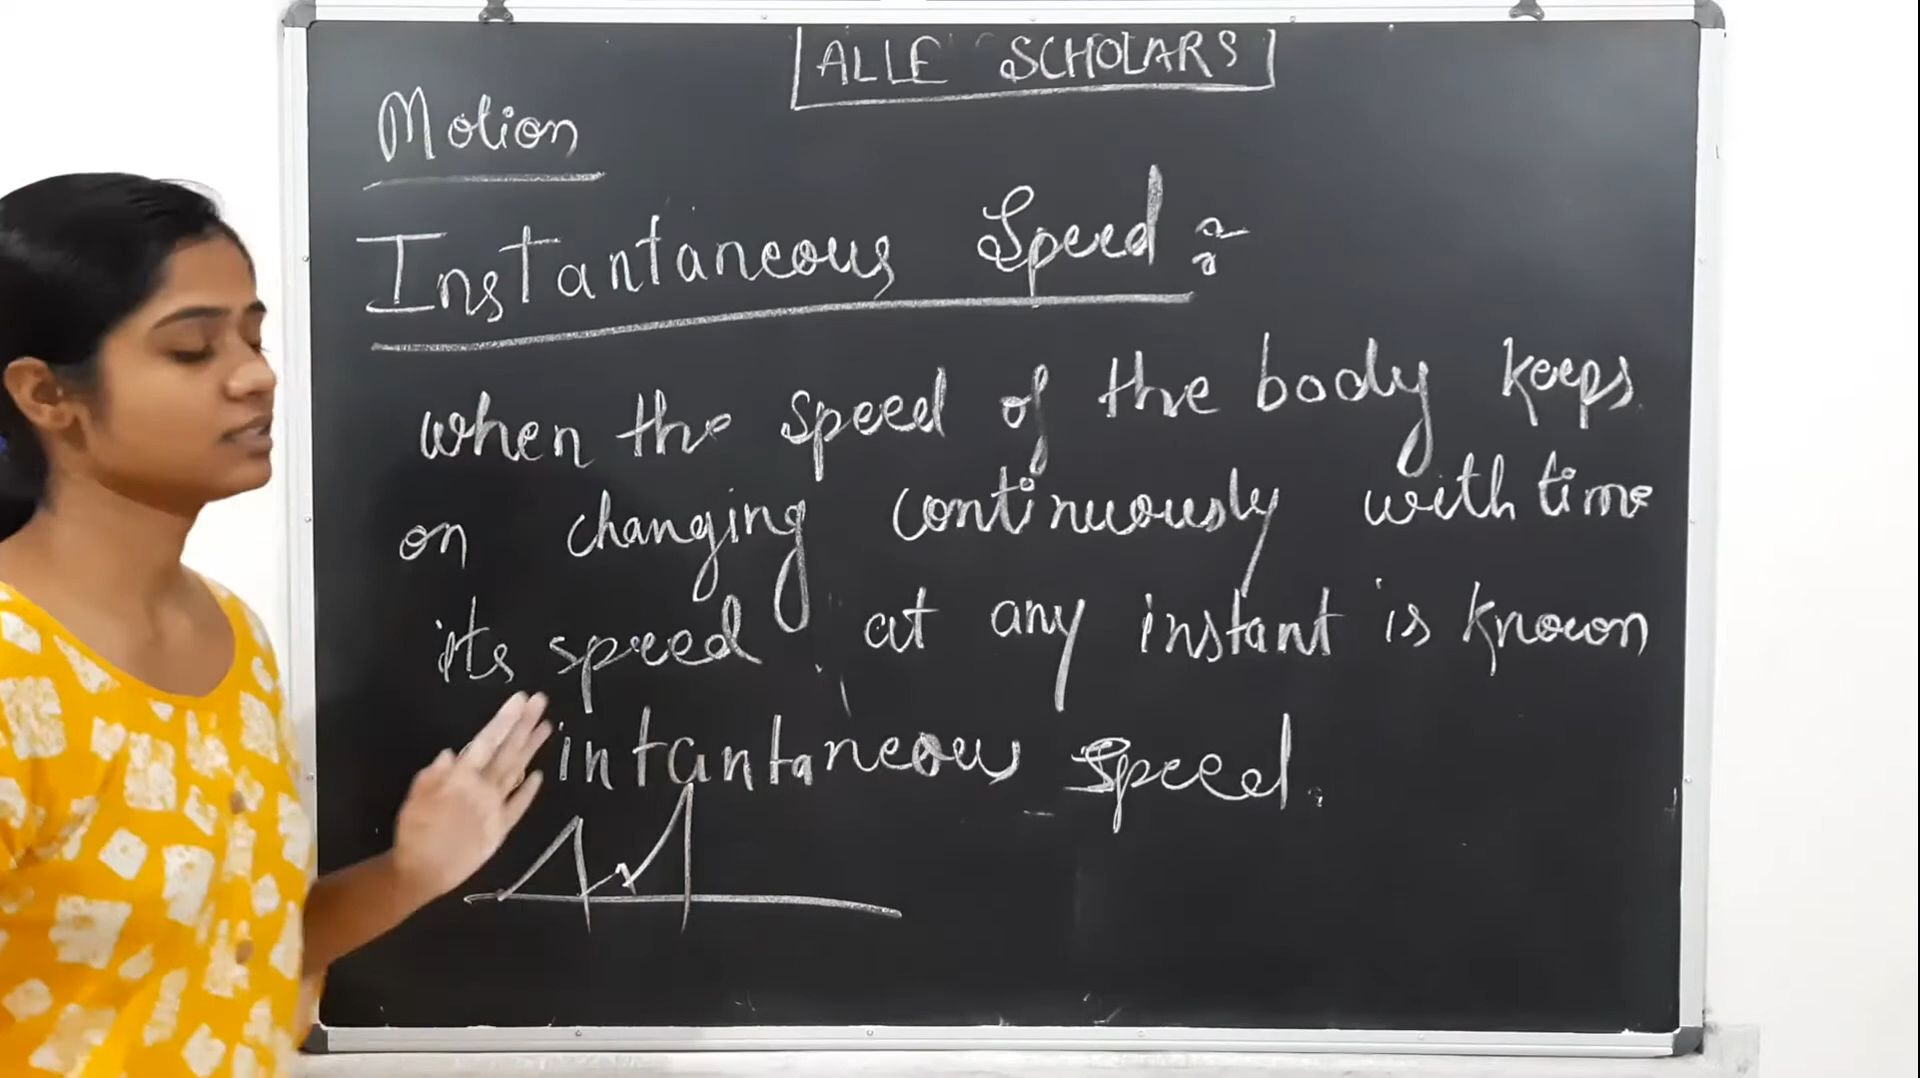 ALLE SCHOLARS
Motion
Instantaneous Speed :
when the speed of the body keeps
on changing continuously with time
its speed at any instant is known
intantaneous speed.